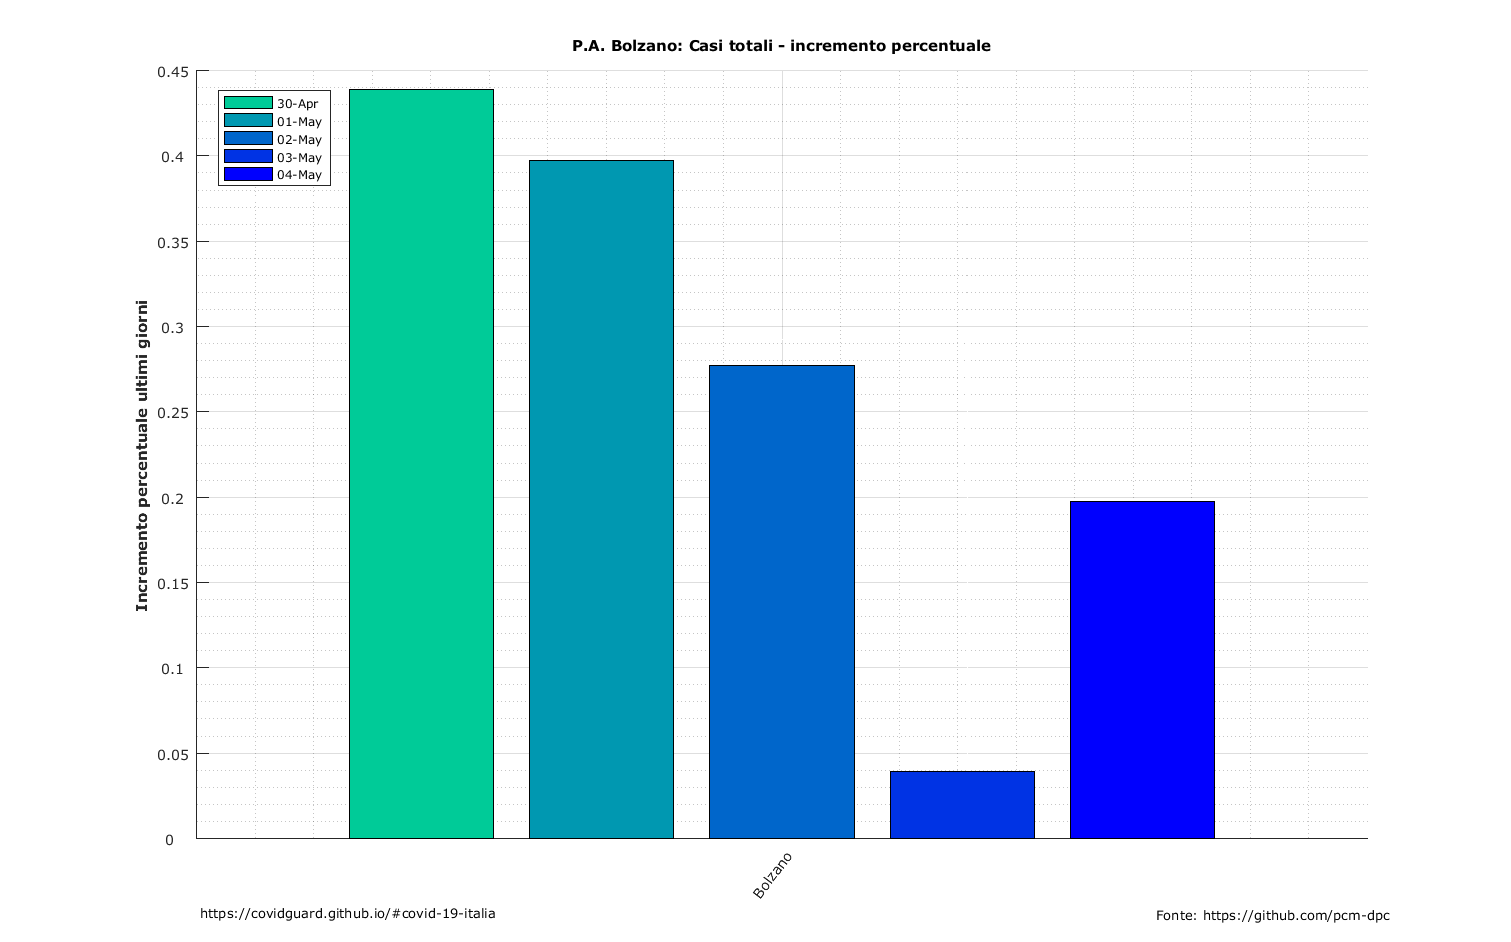 P.A. Bolzano: Casi totali - incremento percentuale
0.45
0.4
0.35
0.3
0.25
0.2
0.15
0.1
0.05
0
Incremento percentuale ultimi giorni
30-Apr
01-May
02-May
03-May
04-May
Bolzano
https://covidguard.github.io/#covid-19-italia
Fonte: https://github.com/pcm-dpc